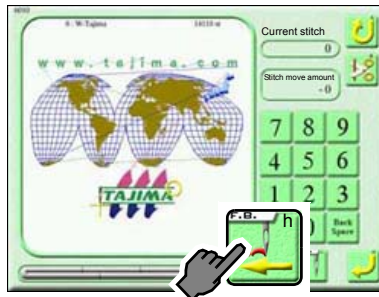 6 : W-Tajima 14110 st
Current stitch
0
www.tajima.com
Stitch move amount
- 0
7 8 9
4 5 6
TAJIMA
1 2 3
F.B. h
Back
Space